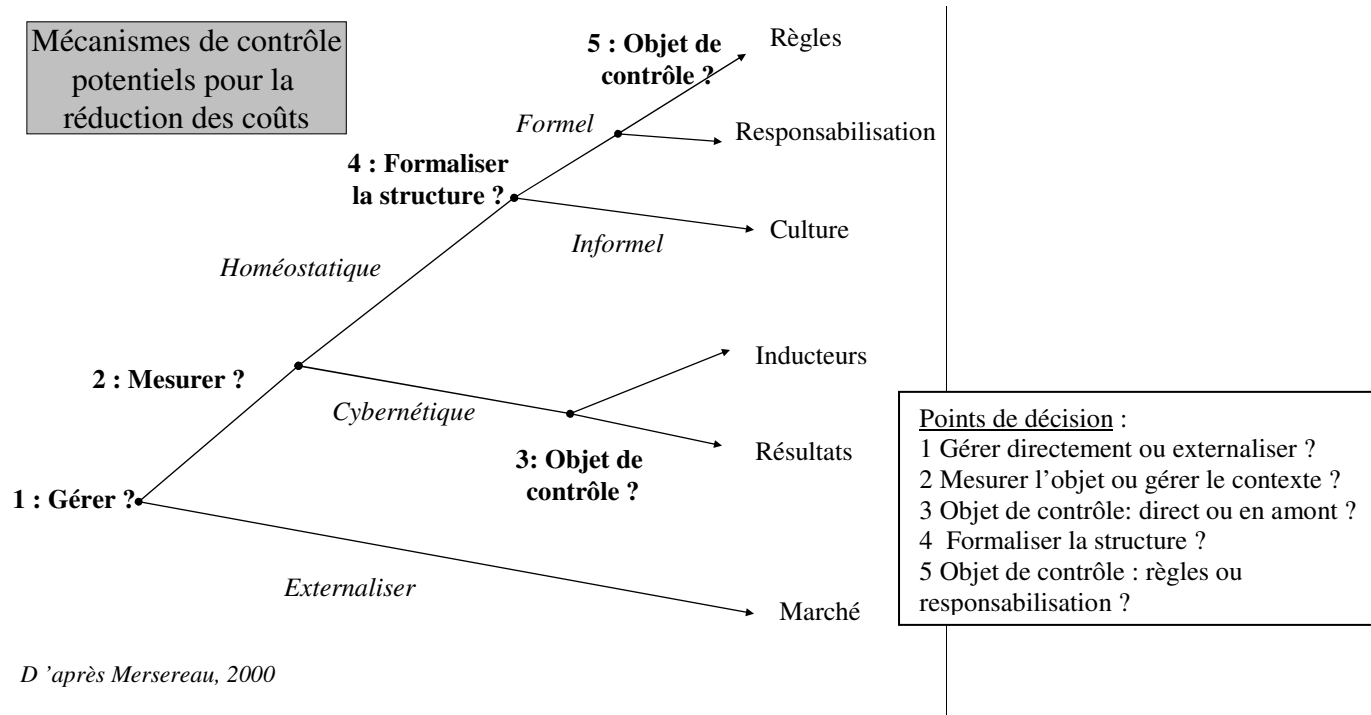 Mécanismes de contrôle
potentiels pour la
réduction des coûts
5 : Objet de
contrôle ?
Règles
Formel
Responsabilisation
4 : Formaliser
la structure ?
Informel
Culture
Homéostatique
Inducteurs
2 : Mesurer ?
Cybernétique
Résultats
3: Objet de
contrôle ?
1 : Gérer ?
Externaliser
Marché
Points de décision :
1 Gérer directement ou externaliser ?
2 Mesurer l'objet ou gérer le contexte ?
3 Objet de contrôle: direct ou en amont ?
4  Formaliser la structure ?
5 Objet de contrôle : règles ou
responsabilisation ?
D 'après Mersereau, 2000